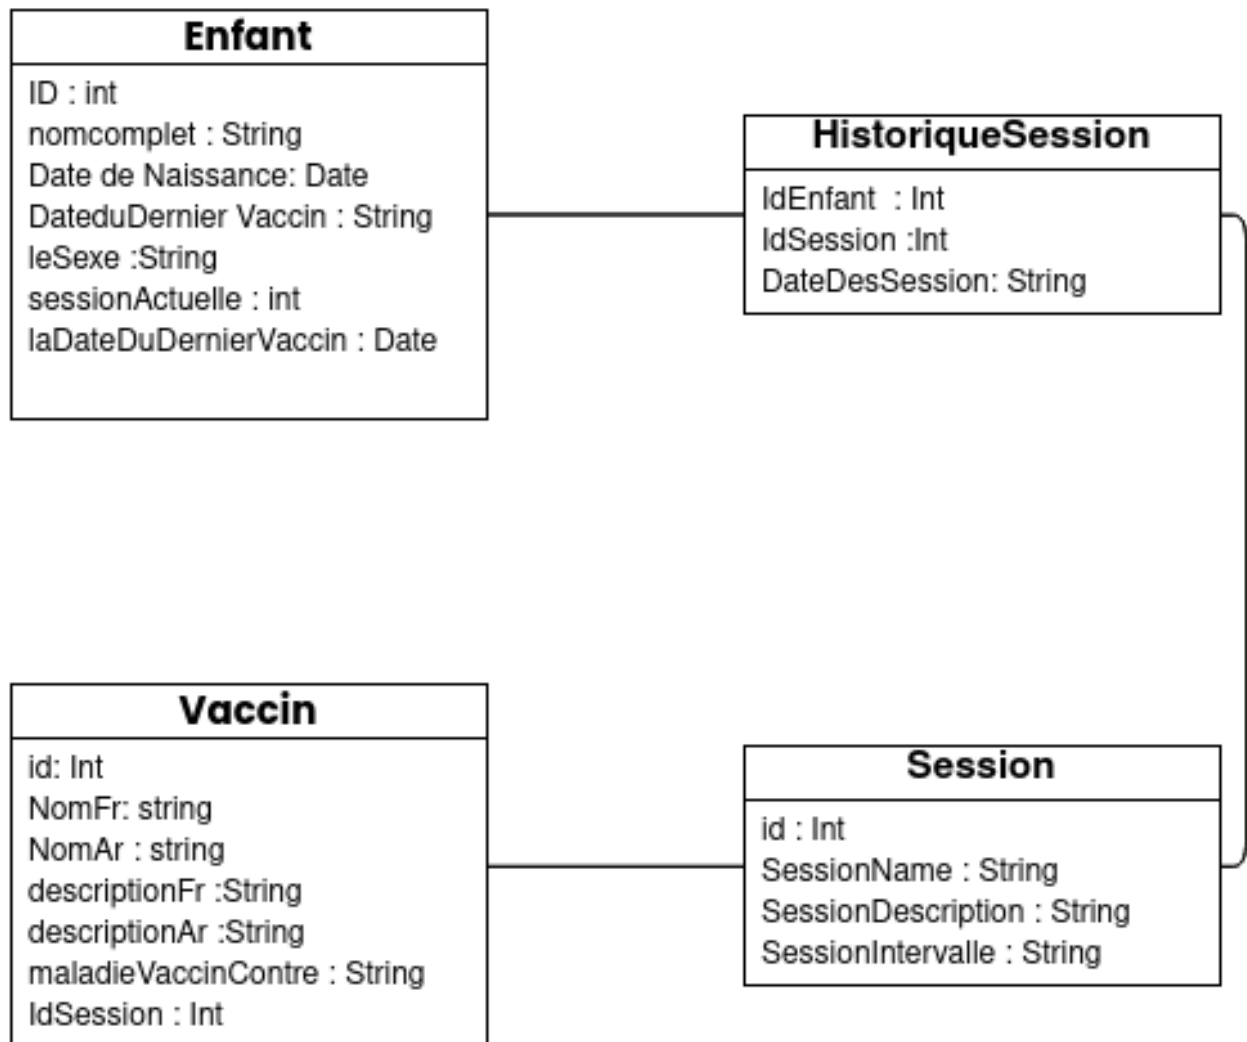 Enfant
ID : int
nomcomplet : String
Date de Naissance: Date
DateduDernier Vaccin : String
leSexe :String
sessionActuelle : int
laDateDuDernierVaccin : Date
HistoriqueSession
IdEnfant : Int
IdSession :Int
DateDesSession: String
Vaccin
id: Int
NomFr: string
NomAr : string
descriptionFr :String
descriptionAr :String
maladieVaccinContre : String
IdSession : Int
Session
id : Int
SessionName : String
SessionDescription : String
SessionIntervalle : String